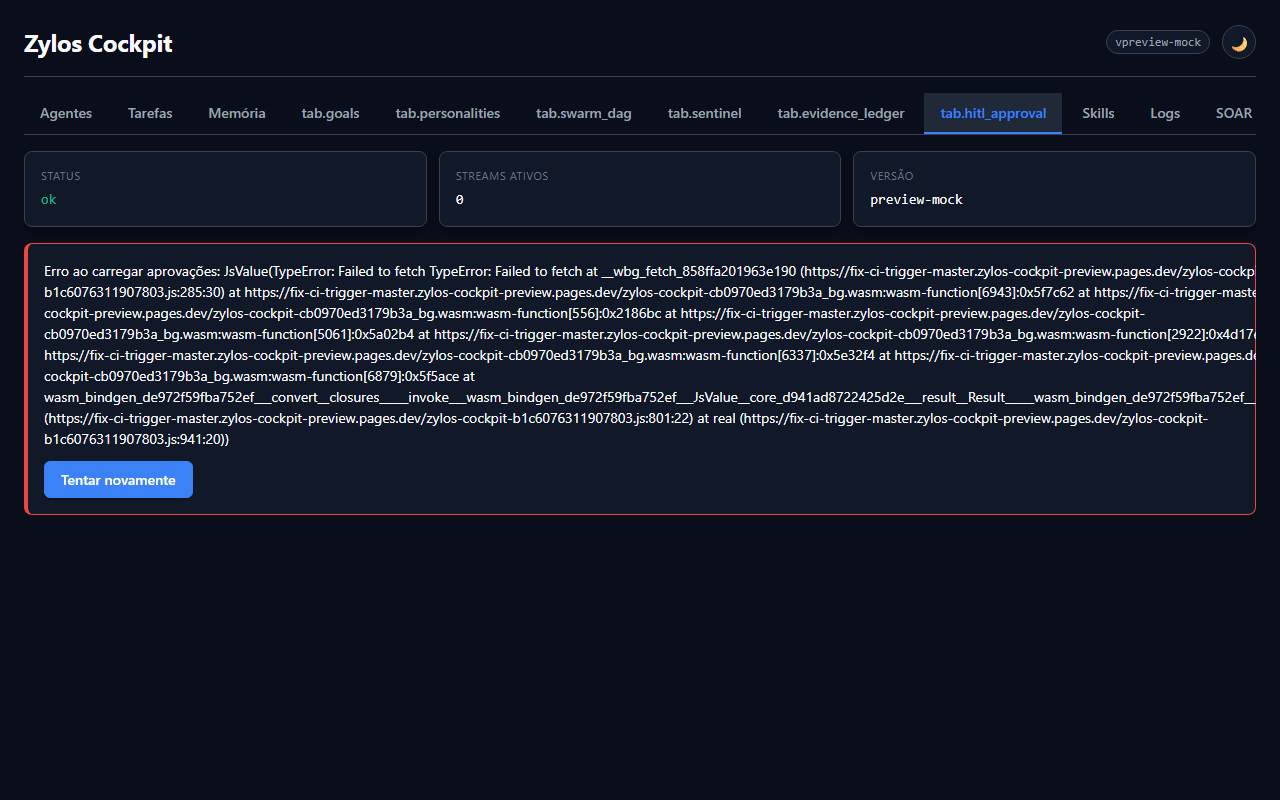 Zylos Cockpit
vpreview-mock
Agentes Tarefas Memória tab.goals tab.personalities tab.swarm_dag tab.sentinel tab.evidence_ledger tab.hitl_approval Skills Logs SOAR
STATUS
ok
STREAMS ATIVOS
0
VERSÃO
preview-mock
Erro ao carregar aprovações: JsValue(TypeError: Failed to fetch TypeError: Failed to fetch at __wbg_fetch_858ffa201963e190 (https://fix-ci-trigger-master.zylos-cockpit-preview.pages.dev/zylos-cockp
b1c6076311907803.js:285:30) at https://fix-ci-trigger-master.zylos-cockpit-preview.pages.dev/zylos-cockpit-cb0970ed3179b3a_bg.wasm:wasm-function[6943]:0x5f7c62 at https://fix-ci-trigger-maste
cockpit-preview.pages.dev/zylos-cockpit-cb0970ed3179b3a_bg.wasm:wasm-function[556]:0x2186bc at https://fix-ci-trigger-master.zylos-cockpit-preview.pages.dev/zylos-cockpit-
cb0970ed3179b3a_bg.wasm:wasm-function[5061]:0x5a02b4 at https://fix-ci-trigger-master.zylos-cockpit-preview.pages.dev/zylos-cockpit-cb0970ed3179b3a_bg.wasm:wasm-function[2922]:0x4d17
https://fix-ci-trigger-master.zylos-cockpit-preview.pages.dev/zylos-cockpit-cb0970ed3179b3a_bg.wasm:wasm-function[6337]:0x5e32f4 at https://fix-ci-trigger-master.zylos-cockpit-preview.pages.de
cockpit-cb0970ed3179b3a_bg.wasm:wasm-function[6879]:0x5f5ace at
wasm_bindgen_de972f59fba752ef___convert__closures_____invoke___wasm_bindgen_de972f59fba752ef___JsValue__core_d941ad8722425d2e___result__Result_____wasm_bindgen_de972f59fba752ef__
(https://fix-ci-trigger-master.zylos-cockpit-preview.pages.dev/zylos-cockpit-b1c6076311907803.js:801:22) at real (https://fix-ci-trigger-master.zylos-cockpit-preview.pages.dev/zylos-cockpit-
b1c6076311907803.js:941:20))
Tentar novamente